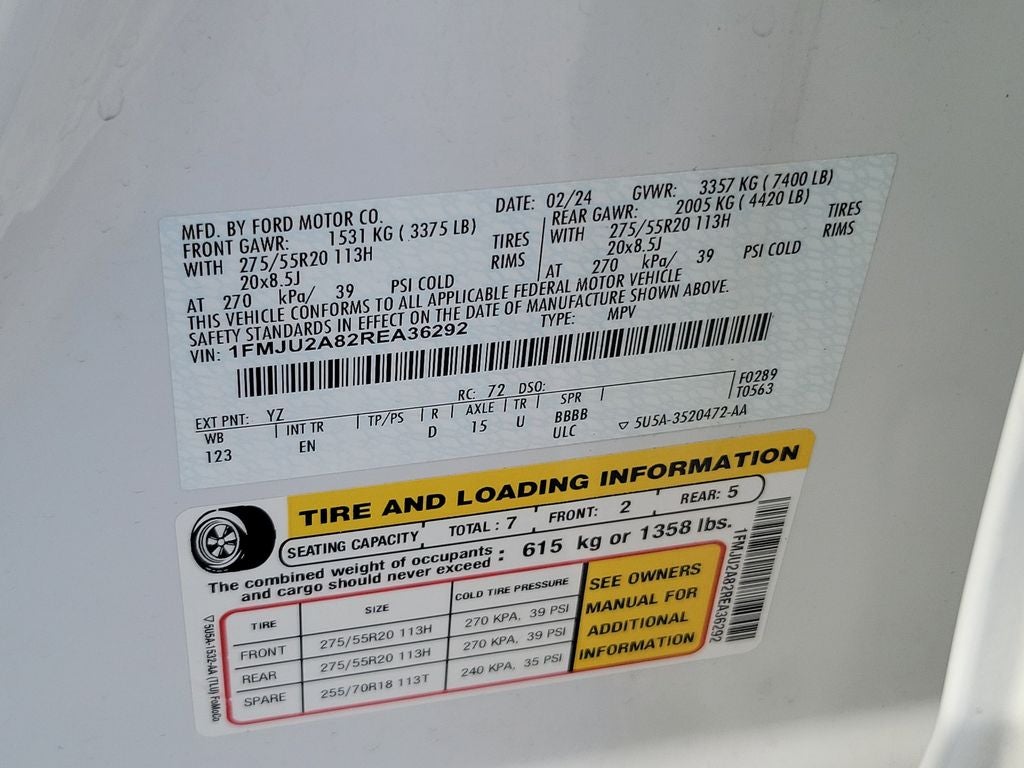 MFD. BY FORD MOTOR CO.
DATE: 02/24 GVWR: 3357 KG ( 7400 LB)
FRONT GAWR: 1531 KG ( 3375 LB)
WITH 275/55R20 113H TIRES
20x8.5J RIMS
AT 270 kPa/ 39 PSI COLD
REAR GAWR: 2005 KG ( 4420 LB)
WITH 275/55R20 113H TIRES
20x8.5J RIMS
AT 270 kPa/ 39 PSI COLD
THIS VEHICLE CONFORMS TO ALL APPLICABLE FEDERAL MOTOR VEHICLE
SAFETY STANDARDS IN EFFECT ON THE DATE OF MANUFACTURE SHOWN ABOVE.
VIN: 1FMJU2A82REA36292 TYPE: MPV
EXT PNT: YZ RC: 72 DSO: F0289
T0563
WB INT TR TP/PS R AXLE TR SPR
123 EN D 15 U BBBB
ULC ▽ 5U5A-3520472-AA
TIRE AND LOADING INFORMATION
SEATING CAPACITY TOTAL : 7 FRONT: 2 REAR: 5
The combined weight of occupants
and cargo should never exceed : 615 kg or 1358 lbs.
TIRE SIZE COLD TIRE PRESSURE
FRONT 275/55R20 113H 270 KPA, 39 PSI
REAR 275/55R20 113H 270 KPA, 39 PSI
SPARE 255/70R18 113T 240 KPA, 35 PSI
SEE OWNERS
MANUAL FOR
ADDITIONAL
INFORMATION
1FMJU2A82REA36292
▽ 5U5A-1532-AA (TLU) FoMoCo